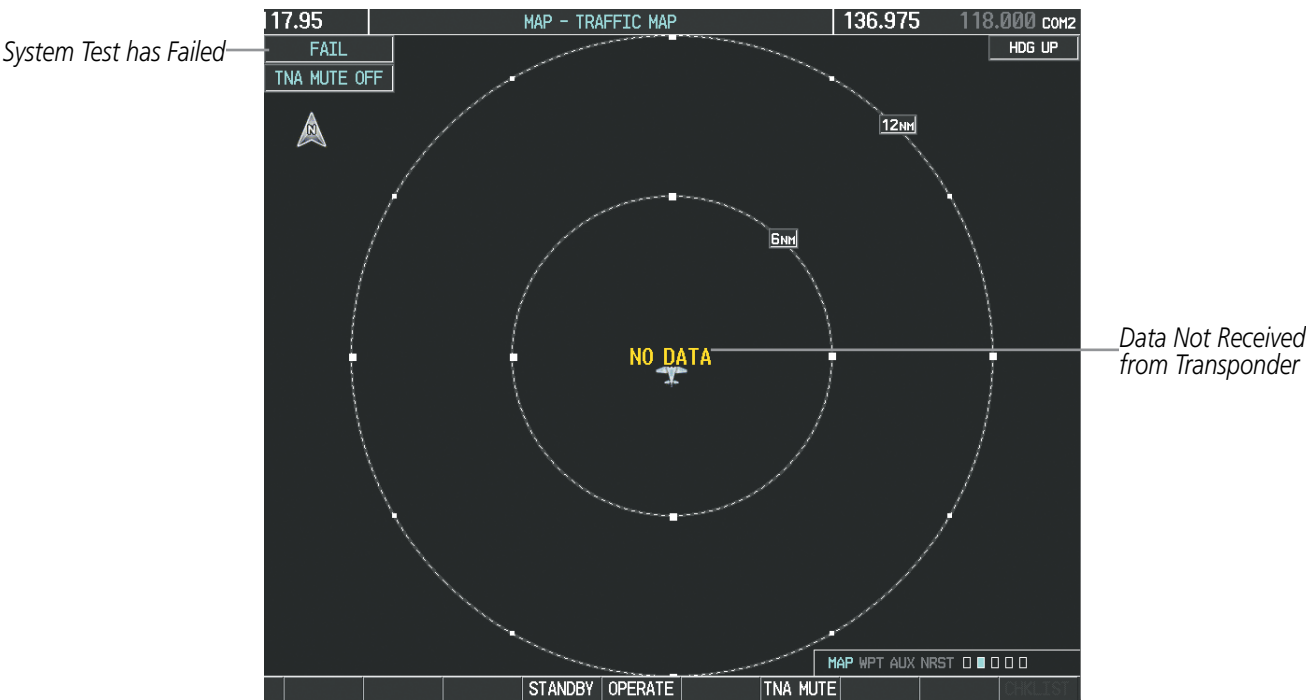 117.95 MAP - TRAFFIC MAP 136.975 118.000 COM2
System Test has Failed
FAIL
HDG UP
TNA MUTE OFF
N
12NM
6NM
NO DATA
Data Not Received
from Transponder
MAP WPT AUX NRST
STANDBY OPERATE TNA MUTE CHKLIST